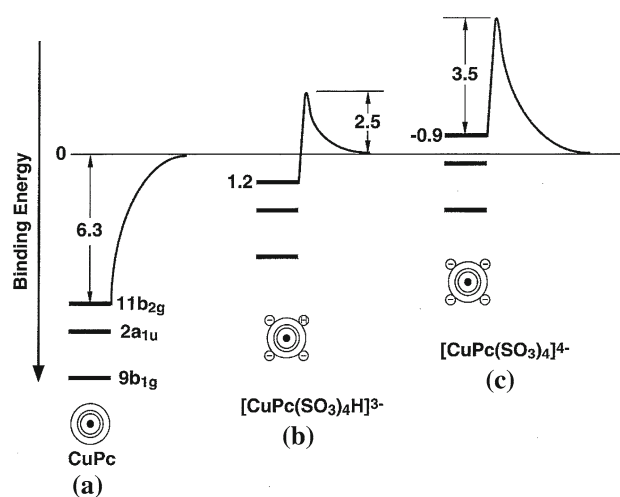 Binding Energy
0
6.3
11b2g
2a1u
9b1g
CuPc
(a)
2.5
1.2
− H
− −
[CuPc(SO3)4H]3-
(b)
3.5
-0.9
− −
− −
[CuPc(SO3)4]4-
(c)